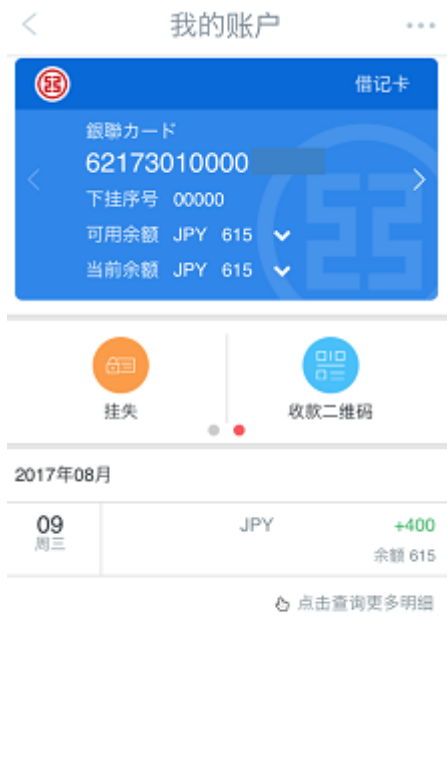 我的账户
借记卡
銀聯カード
62173010000
下挂序号 00000
可用余额 JPY 615
当前余额 JPY 615
挂失 收款二维码
2017年08月
09 JPY +400
周三 余额 615
点击查询更多明细